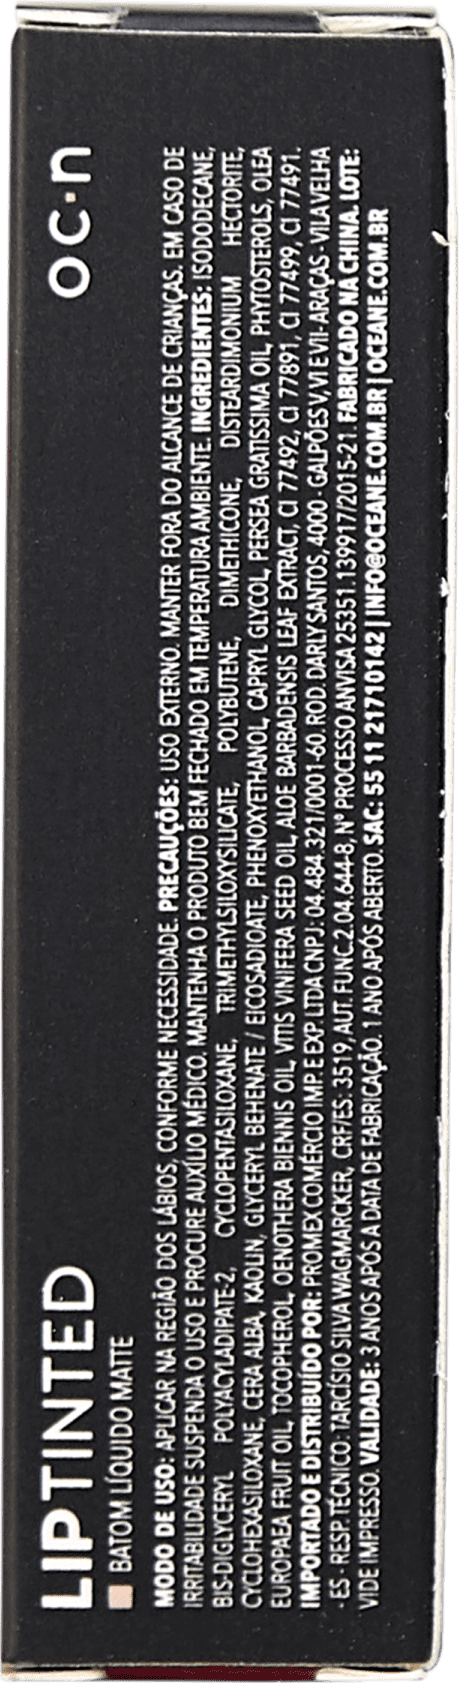 LIPTINTED oc·n
BATOM LÍQUIDO MATTE
MODO DE USO: APLICAR NA REGIÃO DOS LÁBIOS, CONFORME NECESSIDADE. PRECAUÇÕES: USO EXTERNO. MANTER FORA DO ALCANCE DE CRIANÇAS. EM CASO DE
IRRITABILIDADE SUSPENDA O USO E PROCURE AUXÍLIO MÉDICO. MANTENHA O PRODUTO BEM FECHADO EM TEMPERATURA AMBIENTE. INGREDIENTES: ISODODECANE,
BIS-DIGLYCERYL POLYACYLADIPATE-2, CYCLOPENTASILOXANE, TRIMETHYLSILOXYSILICATE, POLYBUTENE, DIMETHICONE, DISTEARDIMONIUM HECTORITE,
CYCLOHEXASILOXANE, CERA ALBA, KAOLIN, GLYCERYL BEHENATE / EICOSADIOATE, PHENOXYETHANOL, CAPRYL GLYCOL, PERSEA GRATISSIMA OIL, PHYTOSTEROLS, OLEA
EUROPAEA FRUIT OIL, TOCOPHEROL, OENOTHERA BIENNIS OIL, VITIS VINIFERA SEED OIL, ALOE BARBADENSIS LEAF EXTRACT, CI 77492, CI 77891, CI 77499, CI 77491.
IMPORTADO E DISTRIBUÍDO POR: PROMEX COMÉRCIO IMP. E EXP LTDA CNPJ: 04 484 321/0001-60. ROD. DARLY SANTOS, 4000 - GALPÕES V, VI E VII- ARAÇAS - VILA VELHA
- ES - RESP. TÉCNICO: TARCÍSIO SILVA WAGMARCKER, CRF/ES: 3519, AUT. FUNC.2.04.644-8, Nº PROCESSO ANVISA 25351.139917/2015-21 FABRICADO NA CHINA. LOTE:
VIDE IMPRESSO. VALIDADE: 3 ANOS APÓS A DATA DE FABRICAÇÃO. 1 ANO APÓS ABERTO. SAC: 55 11 21710142 | INFO@OCEANE.COM.BR | OCEANE.COM.BR